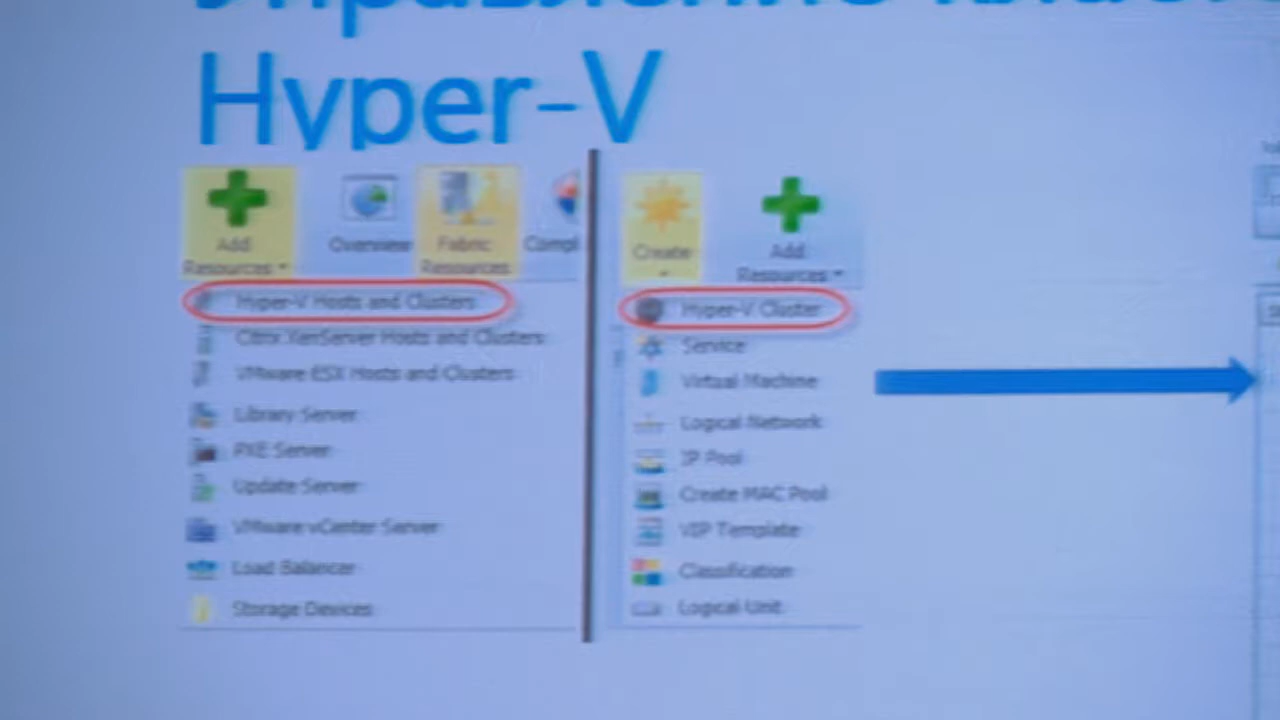 Управление
Hyper-V
Add
Resources
Overview
Fabric
Resources
Compl
Hyper-V Hosts and Clusters
Citrix XenServer Hosts and Clusters
VMware ESX Hosts and Clusters
Library Server
PXE Server
Update Server
VMware vCenter Server
Load Balancer
Storage Devices
Create
Add
Resources
Hyper-V Cluster
Service
Virtual Machine
Logical Network
IP Pool
Create MAC Pool
VIP Template
Classification
Logical Unit